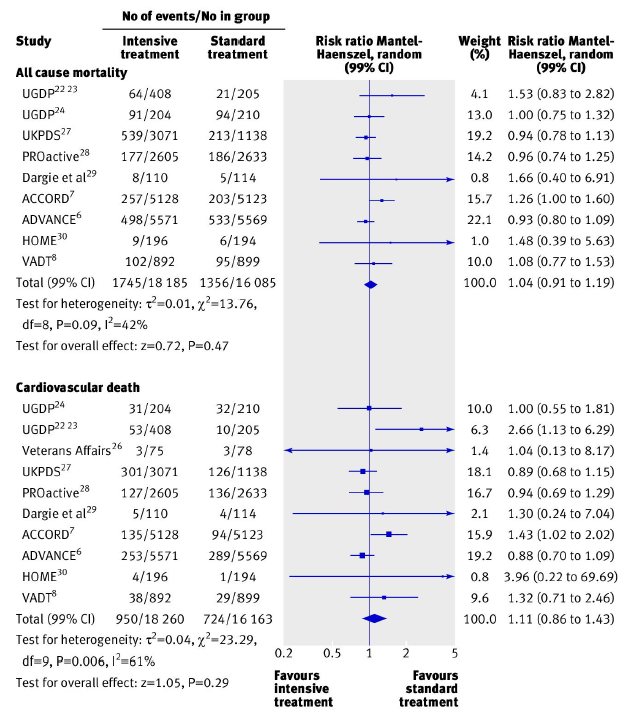 No of events/No in group
Study Intensive treatment Standard treatment Risk ratio Mantel-Haenszel, random (99% CI) Weight (%) Risk ratio Mantel-Haenszel, random (99% CI)
All cause mortality
UGDP22 23 64/408 21/205 4.1 1.53 (0.83 to 2.82)
UGDP24 91/204 94/210 13.0 1.00 (0.75 to 1.32)
UKPDS27 539/3071 213/1138 19.2 0.94 (0.78 to 1.13)
PROactive28 177/2605 186/2633 14.2 0.96 (0.74 to 1.25)
Dargie et al29 8/110 5/114 0.8 1.66 (0.40 to 6.91)
ACCORD7 257/5128 203/5123 15.7 1.26 (1.00 to 1.60)
ADVANCE6 498/5571 533/5569 22.1 0.93 (0.80 to 1.09)
HOME30 9/196 6/194 1.0 1.48 (0.39 to 5.63)
VADT8 102/892 95/899 10.0 1.08 (0.77 to 1.53)
Total (99% CI) 1745/18 185 1356/16 085 100.0 1.04 (0.91 to 1.19)
Test for heterogeneity: τ2=0.01, χ2=13.76,
df=8, P=0.09, I2=42%
Test for overall effect: z=0.72, P=0.47
Cardiovascular death
UGDP24 31/204 32/210 10.0 1.00 (0.55 to 1.81)
UGDP22 23 53/408 10/205 6.3 2.66 (1.13 to 6.29)
Veterans Affairs26 3/75 3/78 1.4 1.04 (0.13 to 8.17)
UKPDS27 301/3071 126/1138 18.1 0.89 (0.68 to 1.15)
PROactive28 127/2605 136/2633 16.7 0.94 (0.69 to 1.29)
Dargie et al29 5/110 4/114 2.1 1.30 (0.24 to 7.04)
ACCORD7 135/5128 94/5123 15.9 1.43 (1.02 to 2.02)
ADVANCE6 253/5571 289/5569 19.2 0.88 (0.70 to 1.09)
HOME30 4/196 1/194 0.8 3.96 (0.22 to 69.69)
VADT8 38/892 29/899 9.6 1.32 (0.71 to 2.46)
Total (99% CI) 950/18 260 724/16 163 100.0 1.11 (0.86 to 1.43)
Test for heterogeneity: τ2=0.04, χ2=23.29,
df=9, P=0.006, I2=61%
Test for overall effect: z=1.05, P=0.29
0.2 0.5 1 2 5
Favours intensive treatment Favours standard treatment